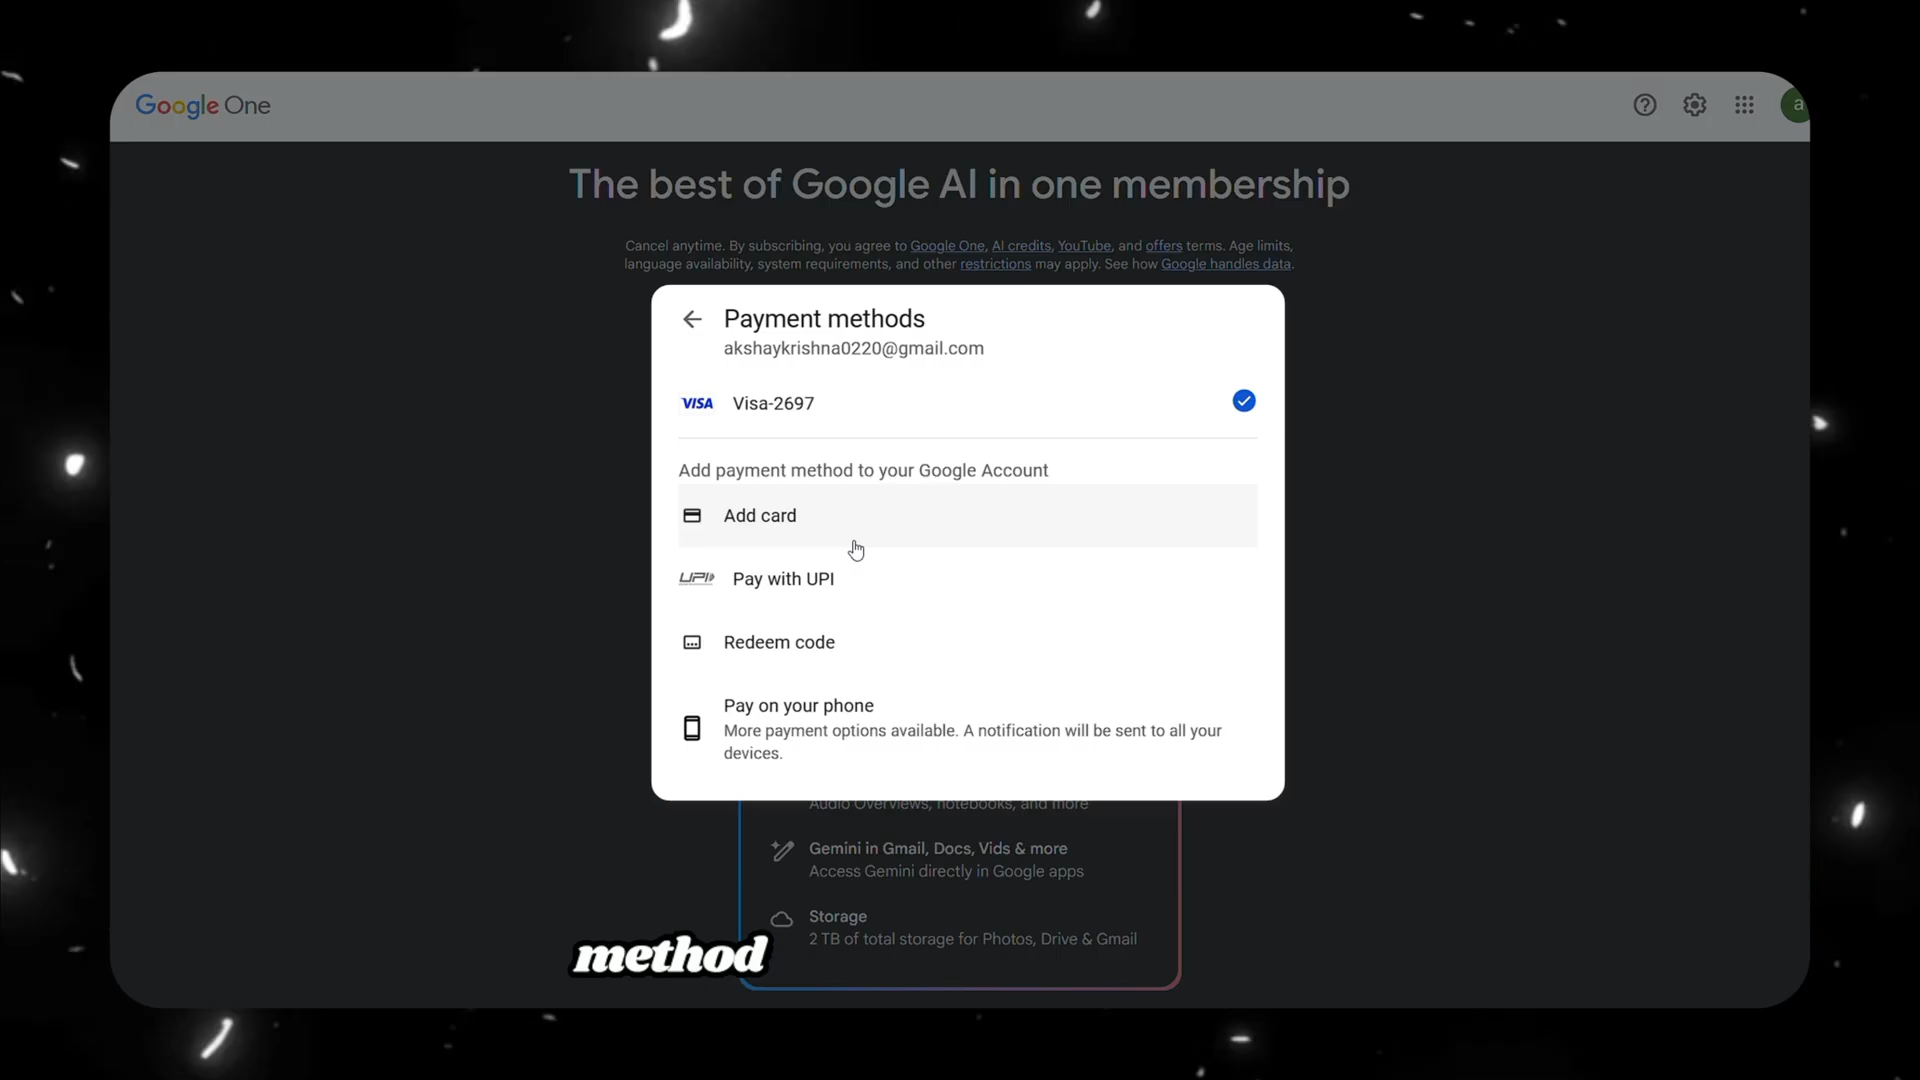 Google One
a
The best of Google AI in one membership
Cancel anytime. By subscribing, you agree to Google One, AI credits, YouTube, and offers terms. Age limits,
language availability, system requirements, and other restrictions may apply. See how Google handles data.
Payment methods
akshaykrishna0220@gmail.com
VISA Visa-2697
Add payment method to your Google Account
Add card
UPI Pay with UPI
Redeem code
Pay on your phone
More payment options available. A notification will be sent to all your
devices.
Audio Overviews, notebooks, and more
Gemini in Gmail, Docs, Vids & more
Access Gemini directly in Google apps
Storage
2 TB of total storage for Photos, Drive & Gmail
method